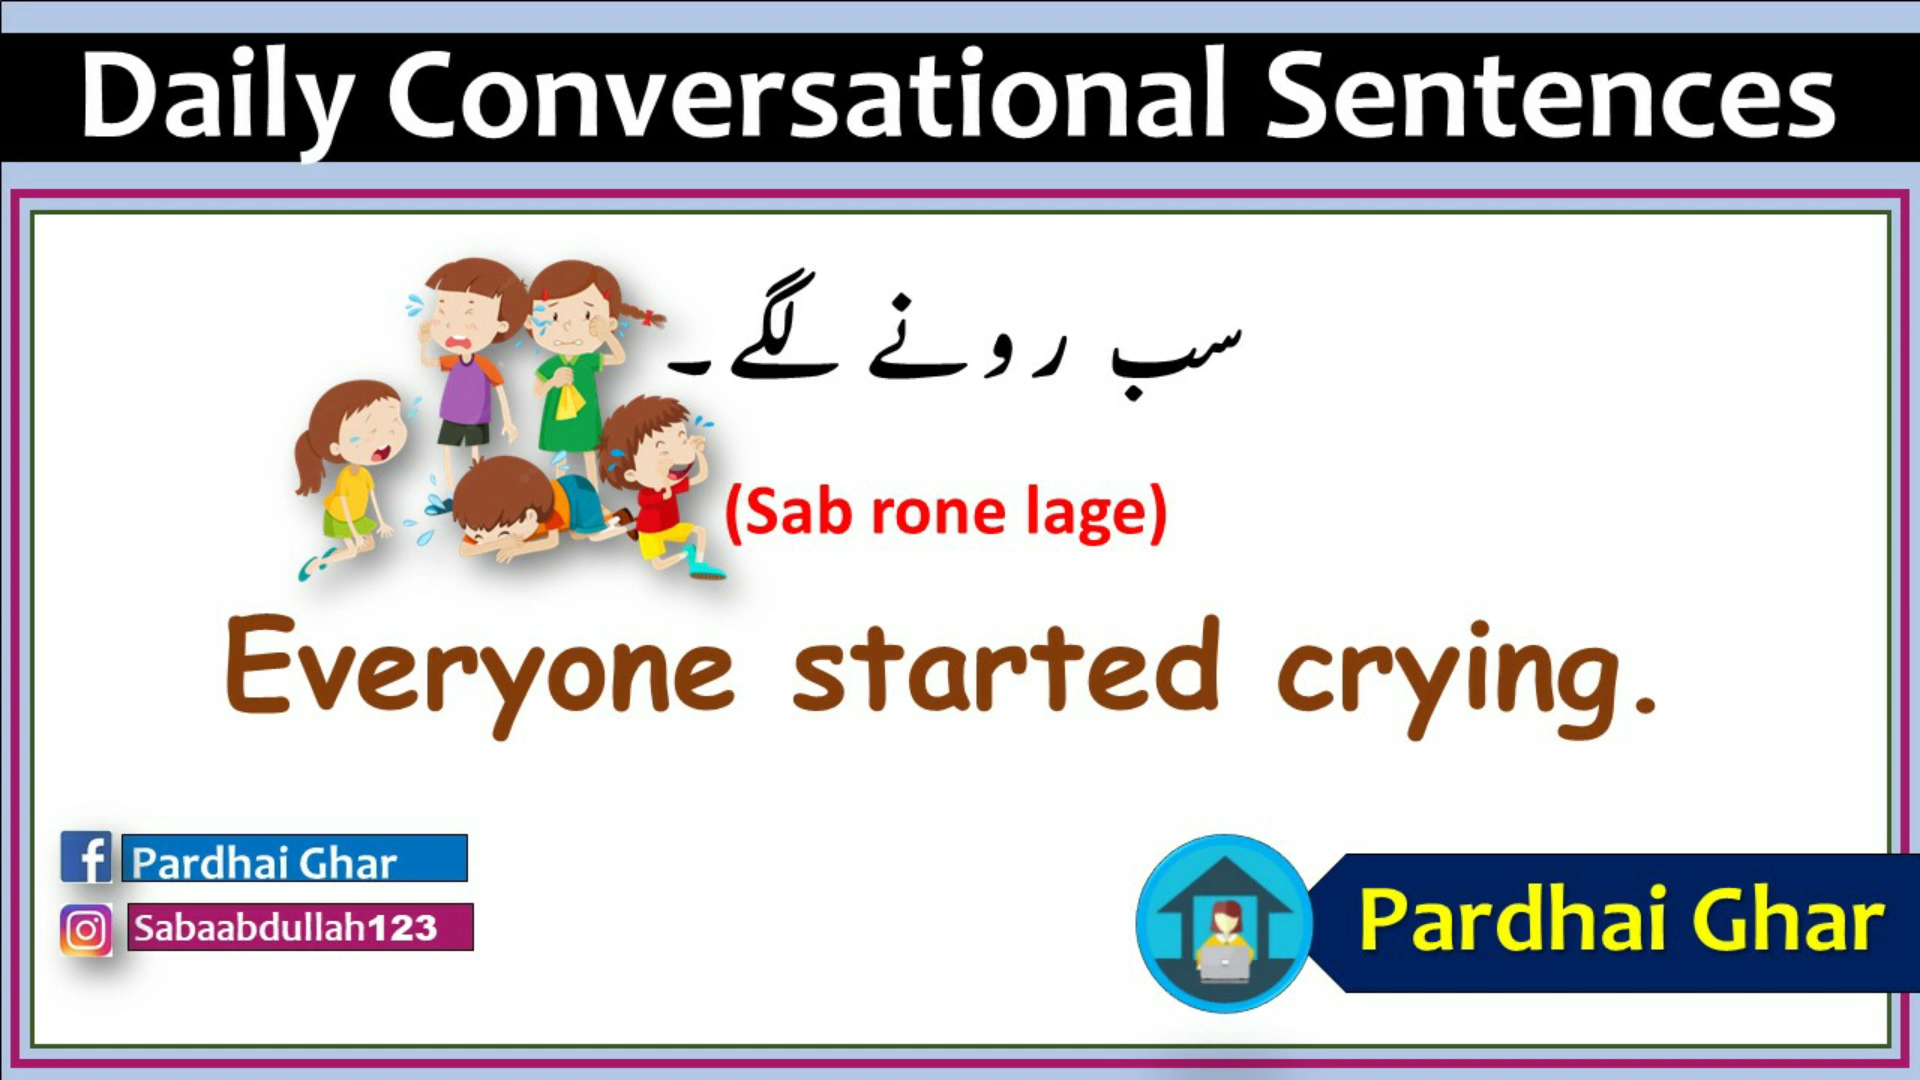 Daily Conversational Sentences
سب رونے لگے۔
(Sab rone lage)
Everyone started crying.
Pardhai Ghar
Sabaabdullah123
Pardhai Ghar